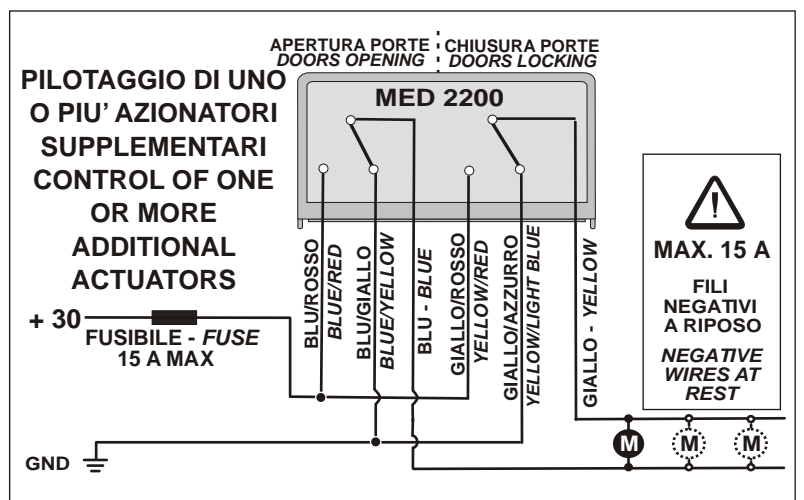 APERTURA PORTE
DOORS OPENING
CHIUSURA PORTE
DOORS LOCKING
PILOTAGGIO DI UNO
O PIU' AZIONATORI
SUPPLEMENTARI
CONTROL OF ONE
OR MORE
ADDITIONAL
ACTUATORS
MED 2200
BLU/ROSSO
BLUE/RED
BLU/GIALLO
BLUE/YELLOW
BLU - BLUE
GIALLO/ROSSO
YELLOW/RED
GIALLO/AZZURRO
YELLOW/LIGHT BLUE
GIALLO - YELLOW
!
MAX. 15 A
FILI
NEGATIVI
A RIPOSO
NEGATIVE
WIRES AT
REST
+ 30
FUSIBILE - FUSE
15 A MAX
GND
M
M
M